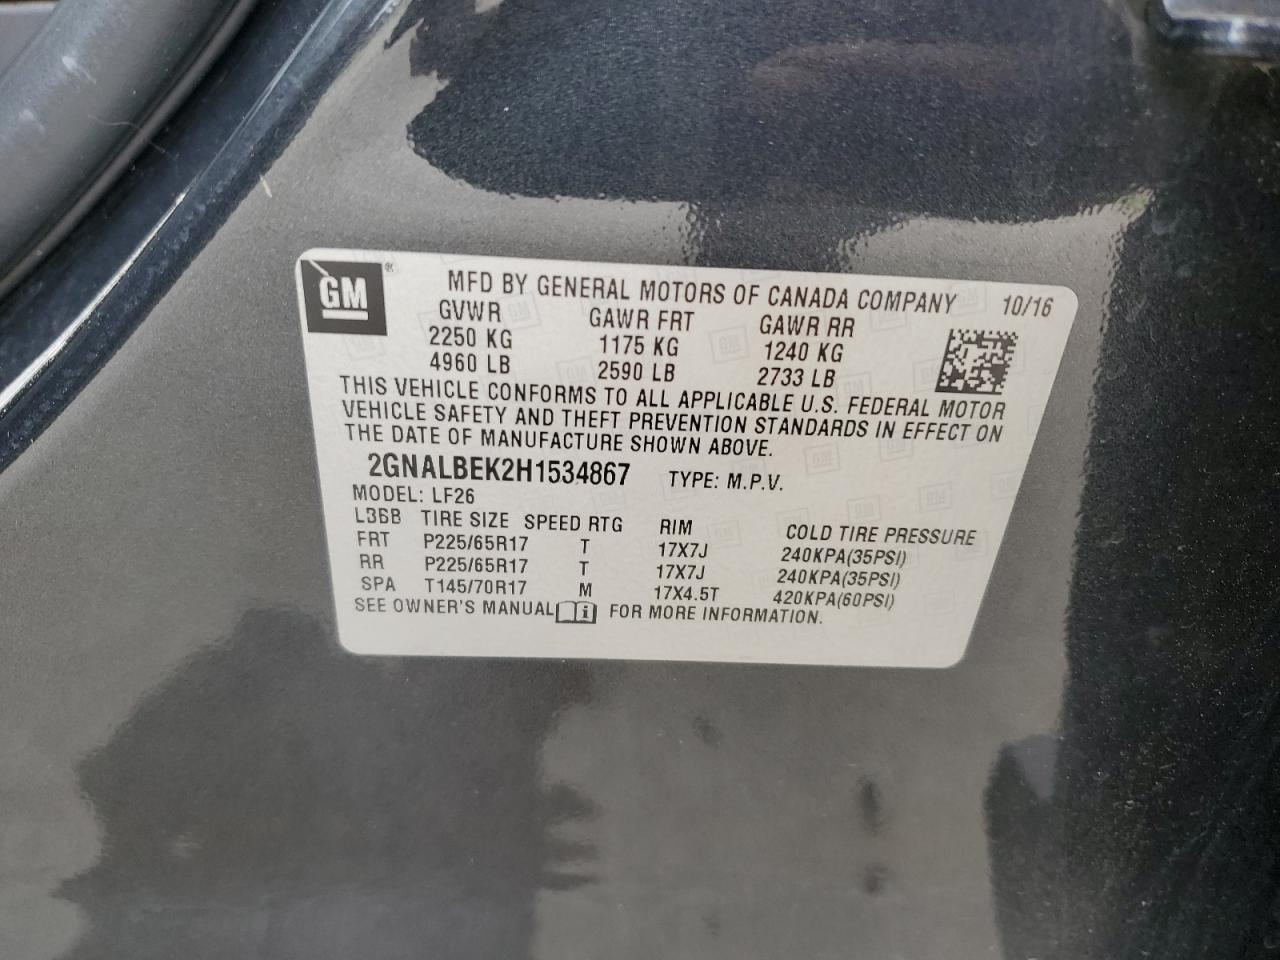 GM ® MFD BY GENERAL MOTORS OF CANADA COMPANY 10/16
GVWR GAWR FRT GAWR RR
2250 KG 1175 KG 1240 KG
4960 LB 2590 LB 2733 LB
THIS VEHICLE CONFORMS TO ALL APPLICABLE U.S. FEDERAL MOTOR
VEHICLE SAFETY AND THEFT PREVENTION STANDARDS IN EFFECT ON
THE DATE OF MANUFACTURE SHOWN ABOVE.
2GNALBEK2H1534867 TYPE: M.P.V.
MODEL: LF26
L36B TIRE SIZE SPEED RTG RIM COLD TIRE PRESSURE
FRT P225/65R17 T 17X7J 240KPA(35PSI)
RR P225/65R17 T 17X7J 240KPA(35PSI)
SPA T145/70R17 M 17X4.5T 420KPA(60PSI)
SEE OWNER'S MANUAL i FOR MORE INFORMATION.